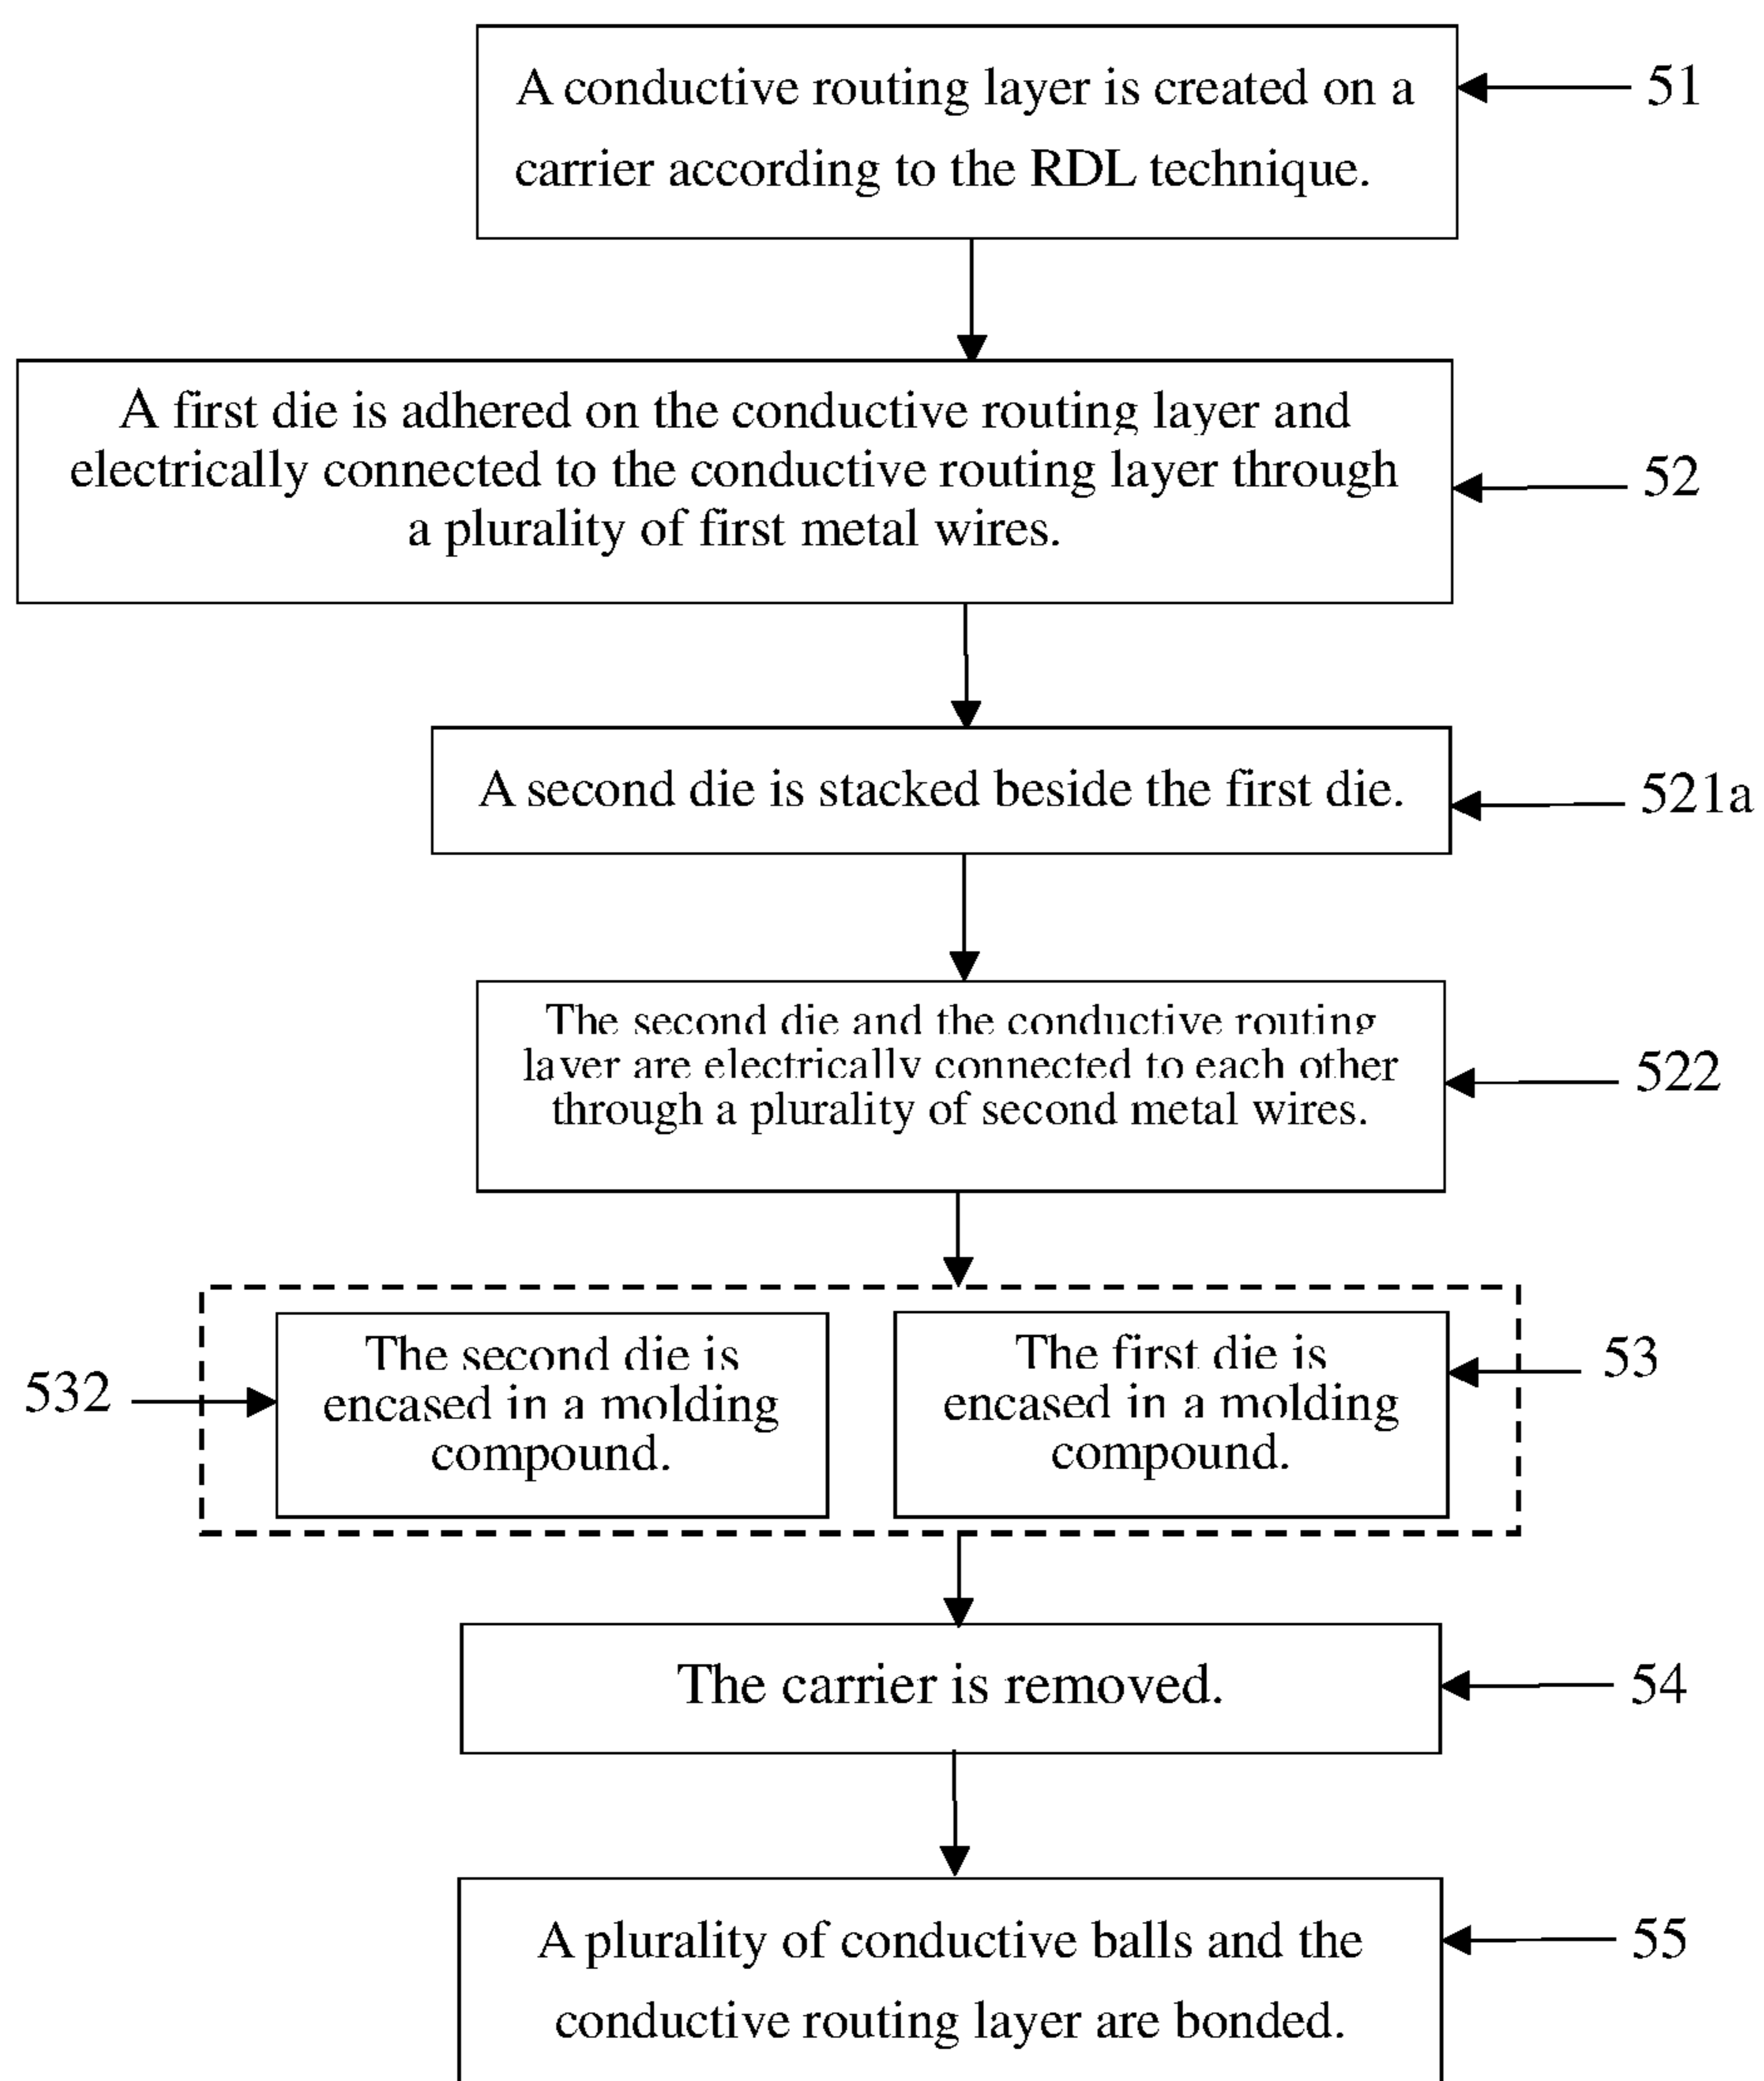 A conductive routing layer is created on a
carrier according to the RDL technique.
51
A first die is adhered on the conductive routing layer and
electrically connected to the conductive routing layer through
a plurality of first metal wires.
52
A second die is stacked beside the first die.
521a
The second die and the conductive routing
layer are electrically connected to each other
through a plurality of second metal wires.
522
532
The second die is
encased in a molding
compound.
The first die is
encased in a molding
compound.
53
The carrier is removed.
54
A plurality of conductive balls and the
conductive routing layer are bonded.
55